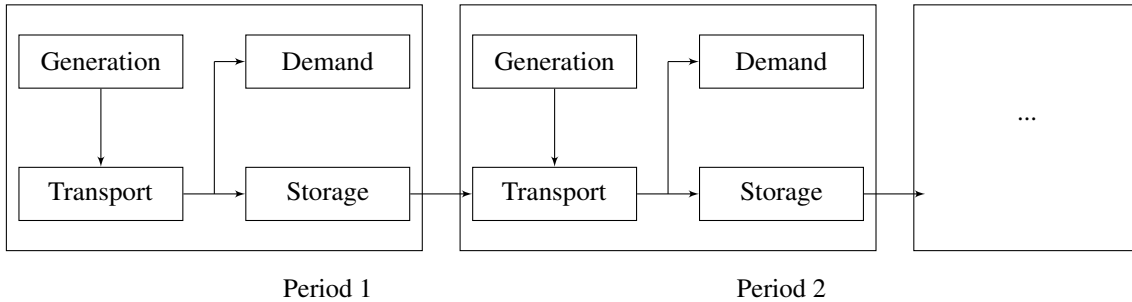 Generation
Demand
Transport
Storage
Generation
Demand
Transport
Storage
...
Period 1
Period 2